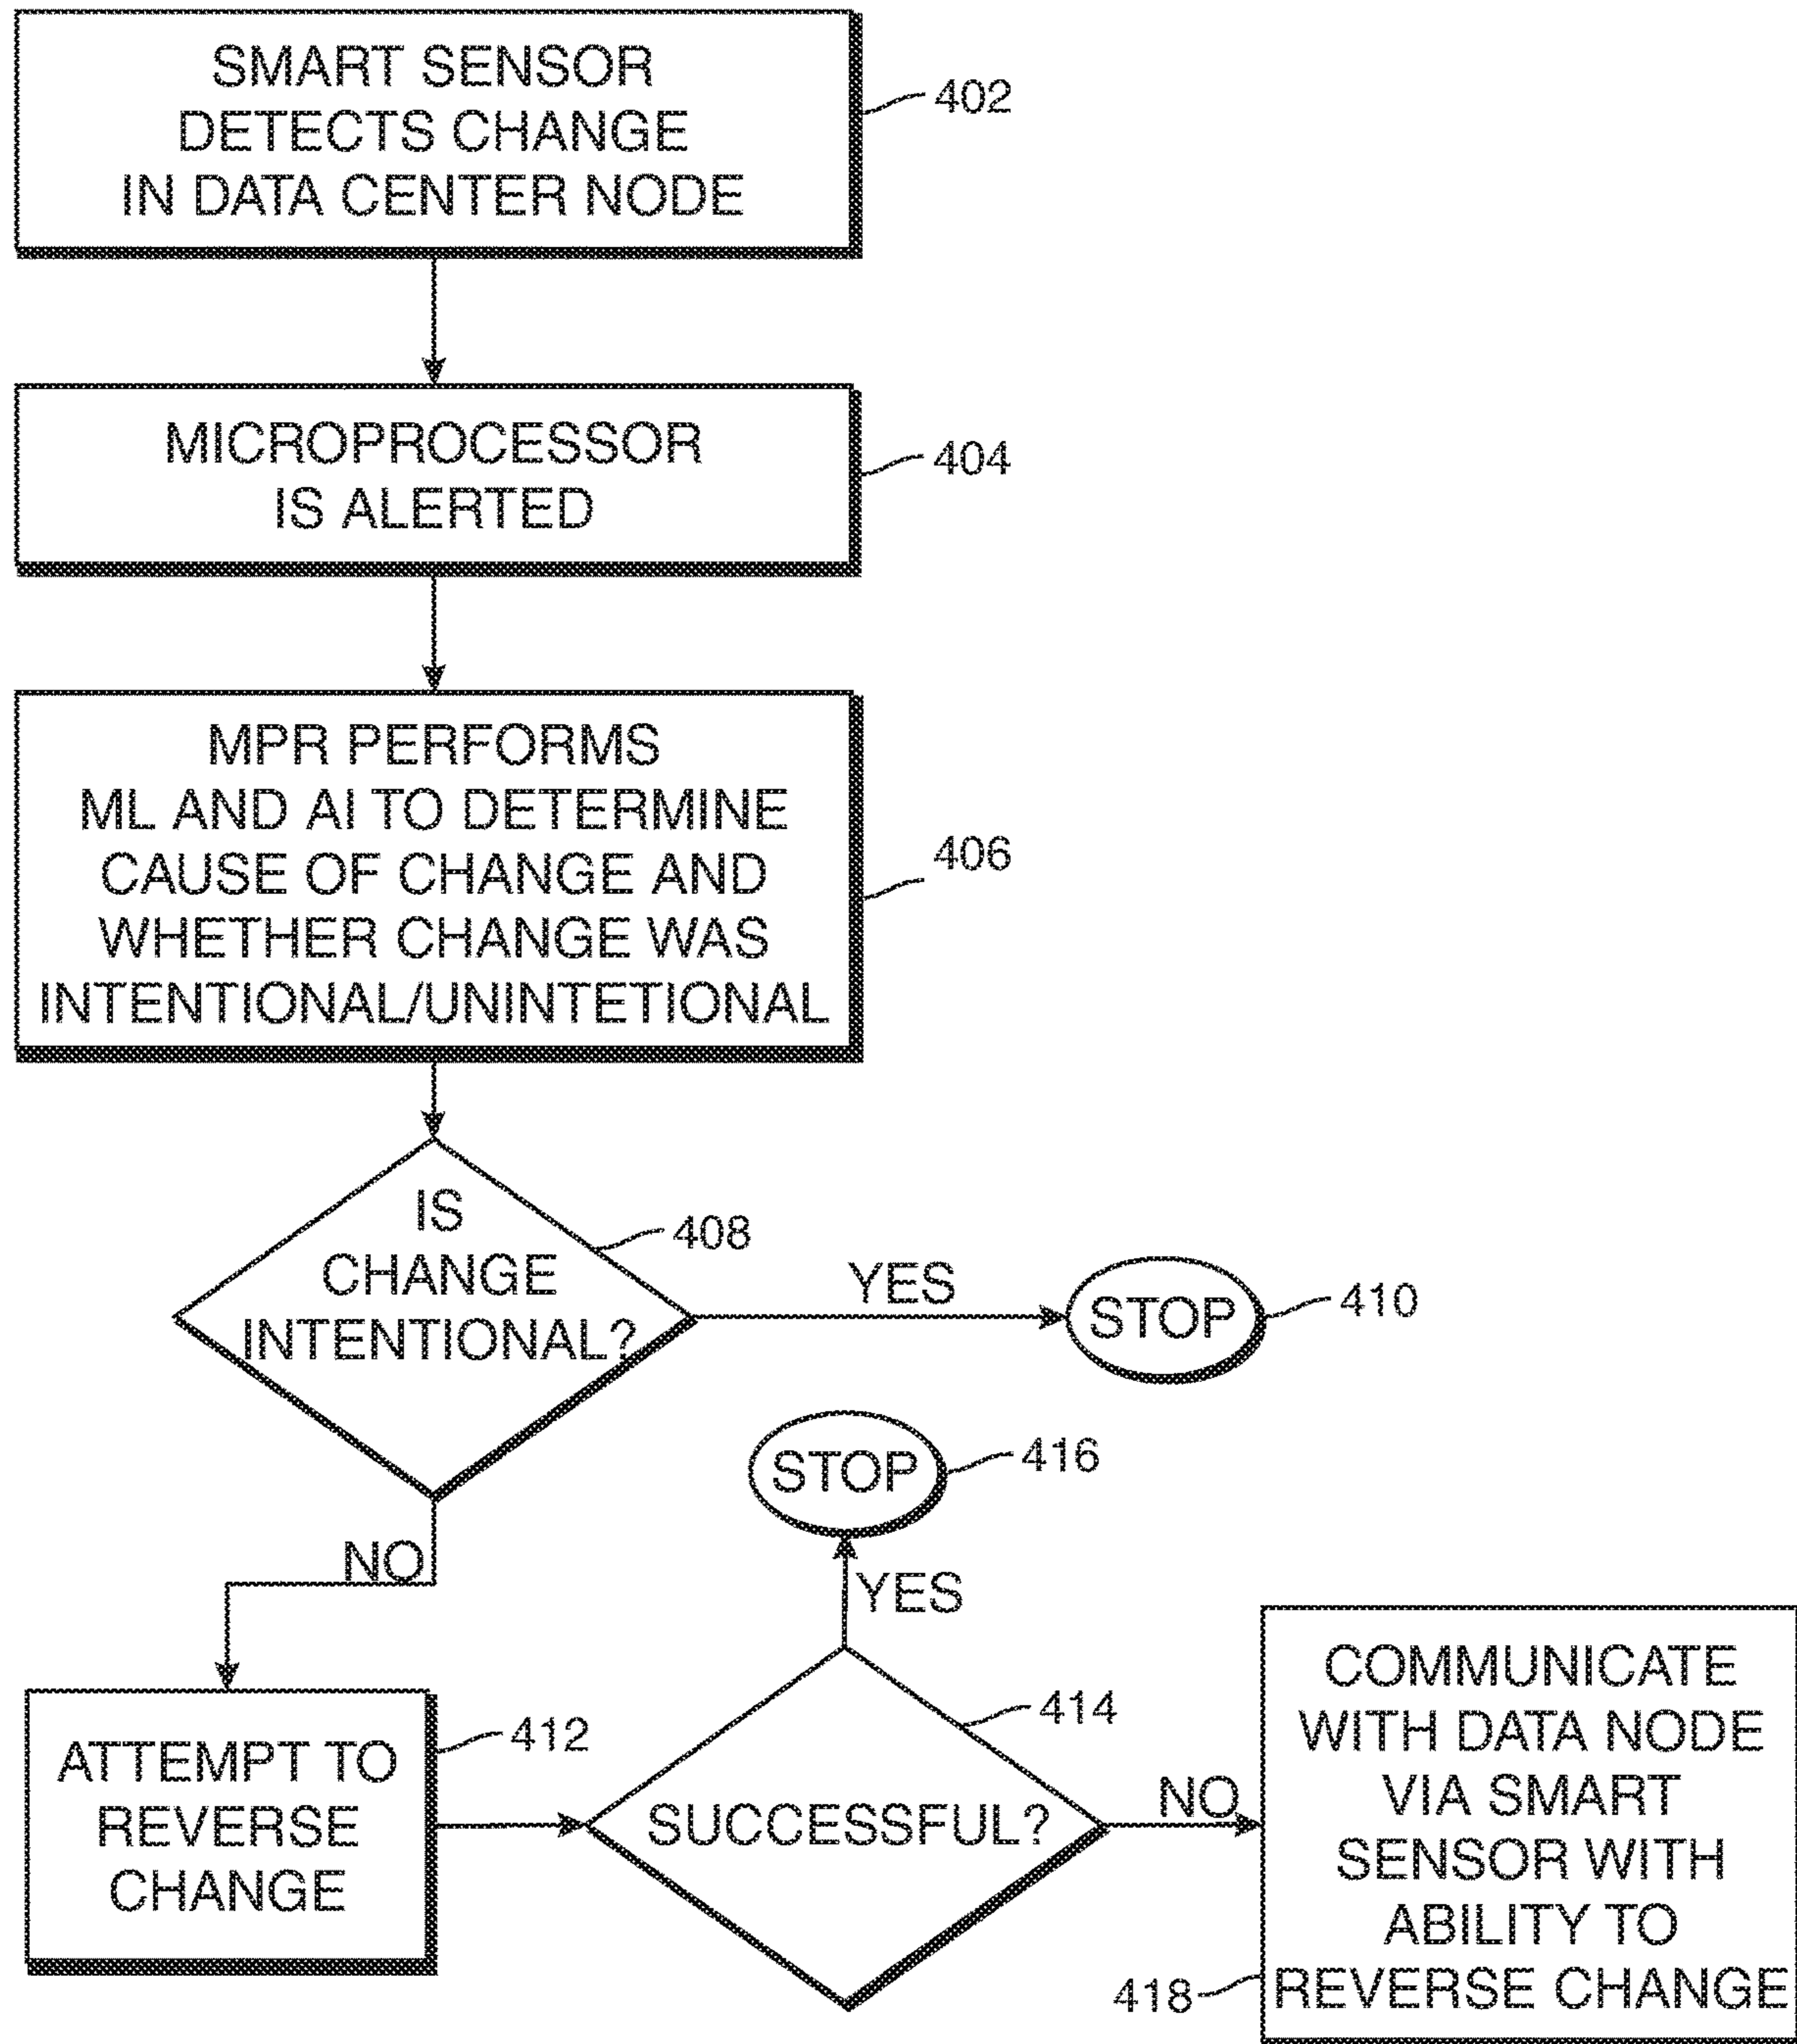 SMART SENSOR
DETECTS CHANGE
IN DATA CENTER NODE
402
MICROPROCESSOR
IS ALERTED
404
MPR PERFORMS
ML AND AI TO DETERMINE
CAUSE OF CHANGE AND
WHETHER CHANGE WAS
INTENTIONAL/UNINTETIONAL
406
IS
CHANGE
INTENTIONAL?
408
YES
STOP
410
NO
ATTEMPT TO
REVERSE
CHANGE
412
SUCCESSFUL?
414
YES
STOP
416
NO
COMMUNICATE
WITH DATA NODE
VIA SMART
SENSOR WITH
ABILITY TO
REVERSE CHANGE
418